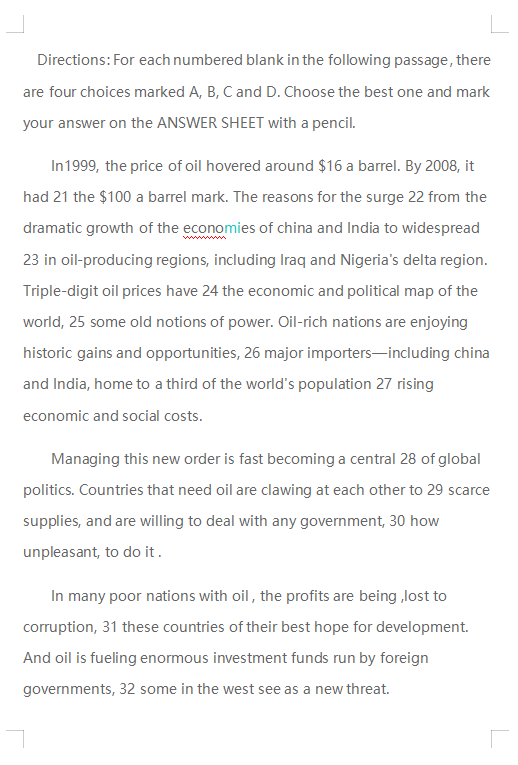 Directions: For each numbered blank in the following passage, there
are four choices marked A, B, C and D. Choose the best one and mark
your answer on the ANSWER SHEET with a pencil.
In1999, the price of oil hovered around $16 a barrel. By 2008, it
had 21 the $100 a barrel mark. The reasons for the surge 22 from the
dramatic growth of the economies of china and India to widespread
23 in oil-producing regions, including Iraq and Nigeria's delta region.
Triple-digit oil prices have 24 the economic and political map of the
world, 25 some old notions of power. Oil-rich nations are enjoying
historic gains and opportunities, 26 major importers—including china
and India, home to a third of the world's population 27 rising
economic and social costs.
Managing this new order is fast becoming a central 28 of global
politics. Countries that need oil are clawing at each other to 29 scarce
supplies, and are willing to deal with any government, 30 how
unpleasant, to do it .
In many poor nations with oil , the profits are being ,lost to
corruption, 31 these countries of their best hope for development.
And oil is fueling enormous investment funds run by foreign
governments, 32 some in the west see as a new threat.